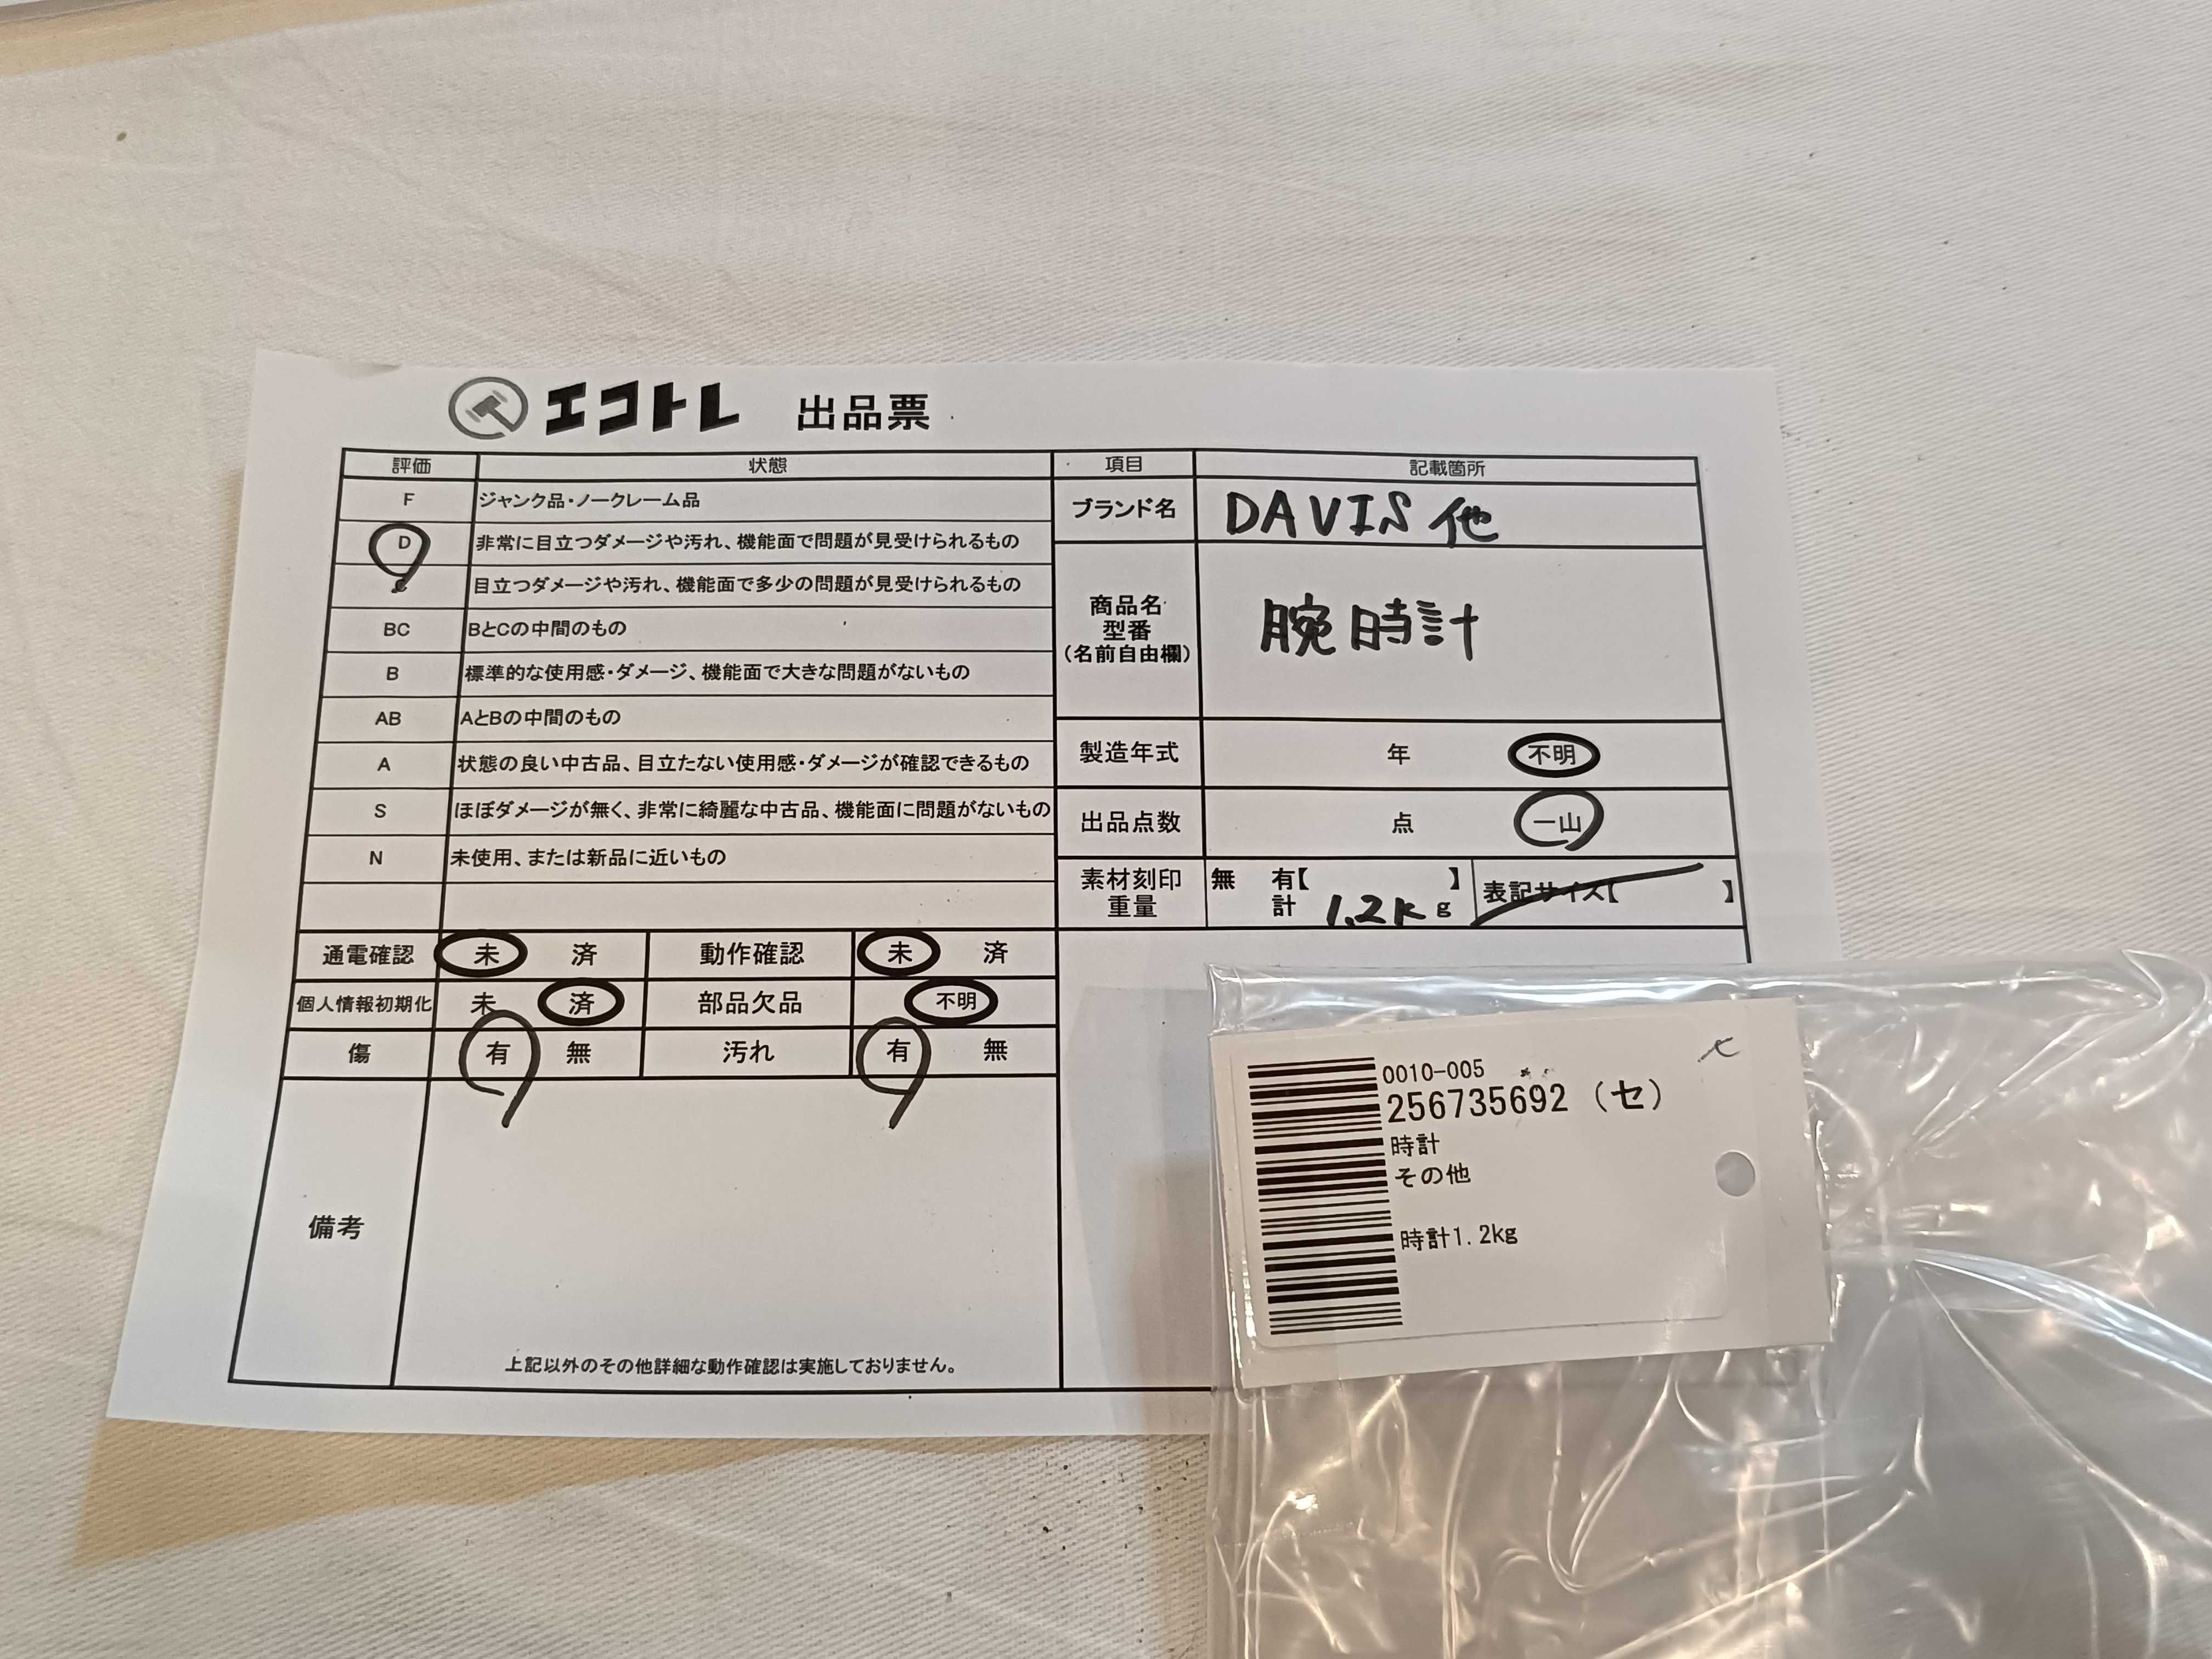 エコトレ 出品票
評価 状態 項目 記載箇所
F ジャンク品・ノークレーム品
D 非常に目立つダメージや汚れ、機能面で問題が見受けられるもの
目立つダメージや汚れ、機能面で多少の問題が見受けられるもの
BC BとCの中間のもの
B 標準的な使用感・ダメージ、機能面で大きな問題がないもの
AB AとBの中間のもの
A 状態の良い中古品、目立たない使用感・ダメージが確認できるもの
S ほぼダメージが無く、非常に綺麗な中古品、機能面に問題がないもの
N 未使用、または新品に近いもの
ブランド名 DAVIS 他
商品名
型番
(名前自由欄)
腕時計
製造年式 年 不明
出品点数 点 一山
素材刻印 無 有【 】
重量 計 1.2k g
表記サイズ【 】
通電確認 未 済 動作確認 未 済
個人情報初期化 未 済 部品欠品 不明
傷 有 無 汚れ 有 無
備考
上記以外のその他詳細な動作確認は実施しておりません。
0010-005
256735692 (セ)
時計
その他
時計1.2kg